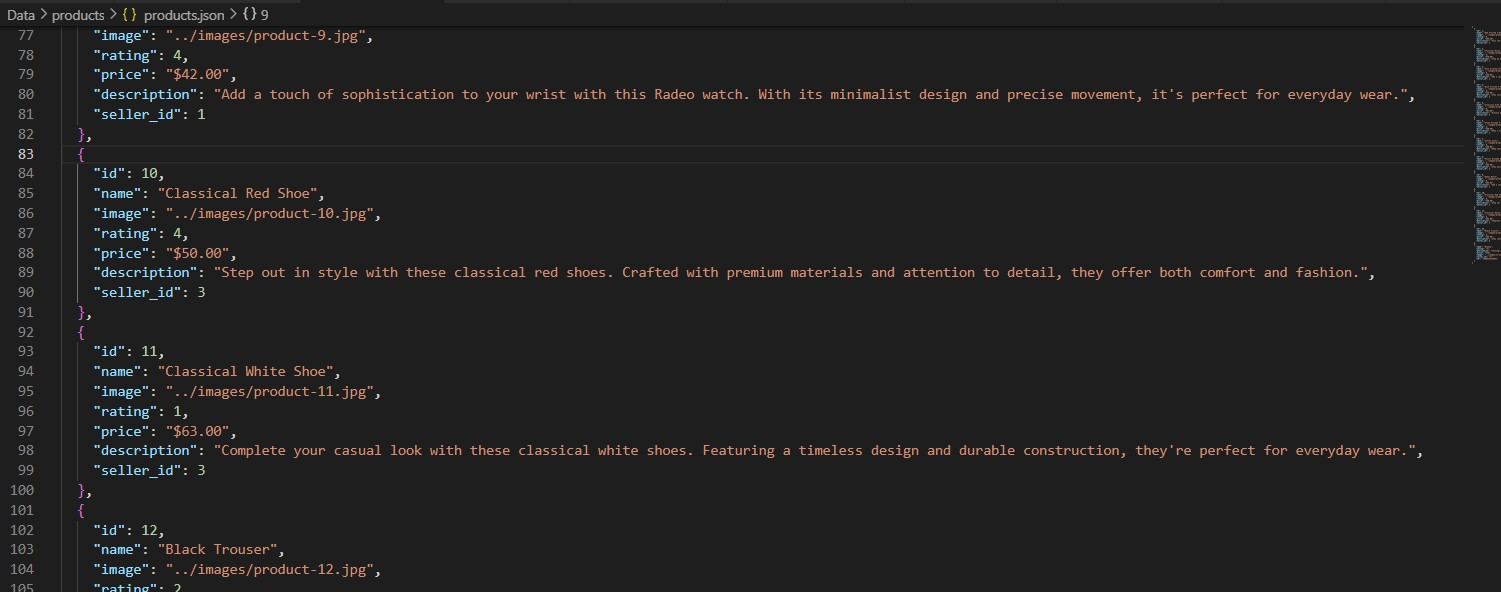 Data > products > {} products.json > {} 9
77 "image": "../images/product-9.jpg",
78 "rating": 4,
79 "price": "$42.00",
80 "description": "Add a touch of sophistication to your wrist with this Radeo watch. With its minimalist design and precise movement, it's perfect for everyday wear.",
81 "seller_id": 1
82 },
83 {
84 "id": 10,
85 "name": "Classical Red Shoe",
86 "image": "../images/product-10.jpg",
87 "rating": 4,
88 "price": "$50.00",
89 "description": "Step out in style with these classical red shoes. Crafted with premium materials and attention to detail, they offer both comfort and fashion.",
90 "seller_id": 3
91 },
92 {
93 "id": 11,
94 "name": "Classical White Shoe",
95 "image": "../images/product-11.jpg",
96 "rating": 1,
97 "price": "$63.00",
98 "description": "Complete your casual look with these classical white shoes. Featuring a timeless design and durable construction, they're perfect for everyday wear.",
99 "seller_id": 3
100 },
101 {
102 "id": 12,
103 "name": "Black Trouser",
104 "image": "../images/product-12.jpg",
105 "rating": 2